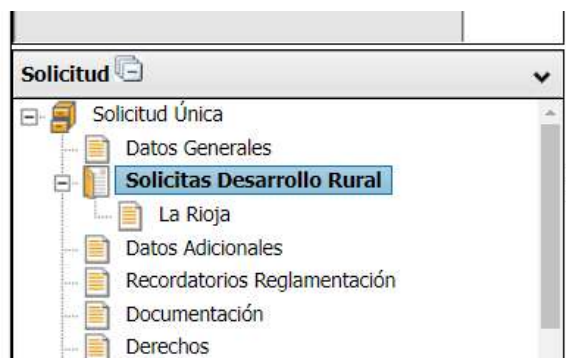 Solicitud
Solicitud Única
Datos Generales
Solicitas Desarrollo Rural
La Rioja
Datos Adicionales
Recordatorios Reglamentación
Documentación
Derechos